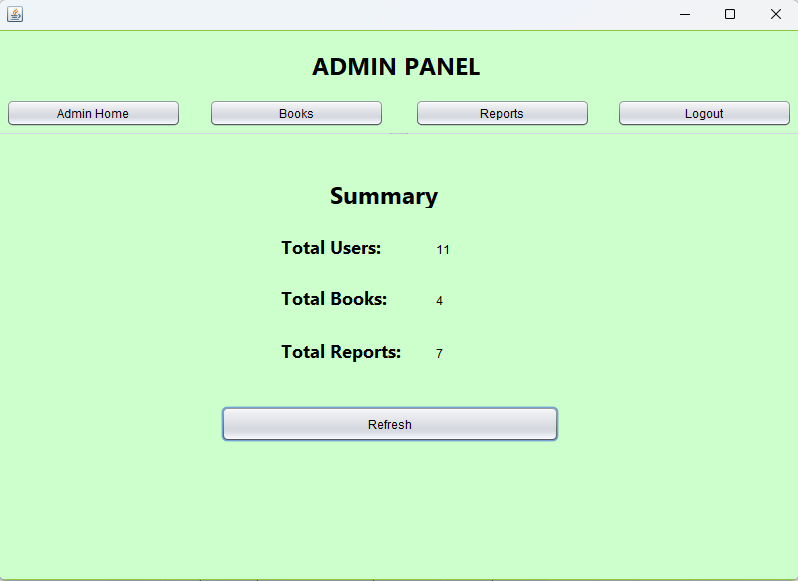 ADMIN PANEL
Admin Home Books Reports Logout
Summary
Total Users: 11
Total Books: 4
Total Reports: 7
Refresh